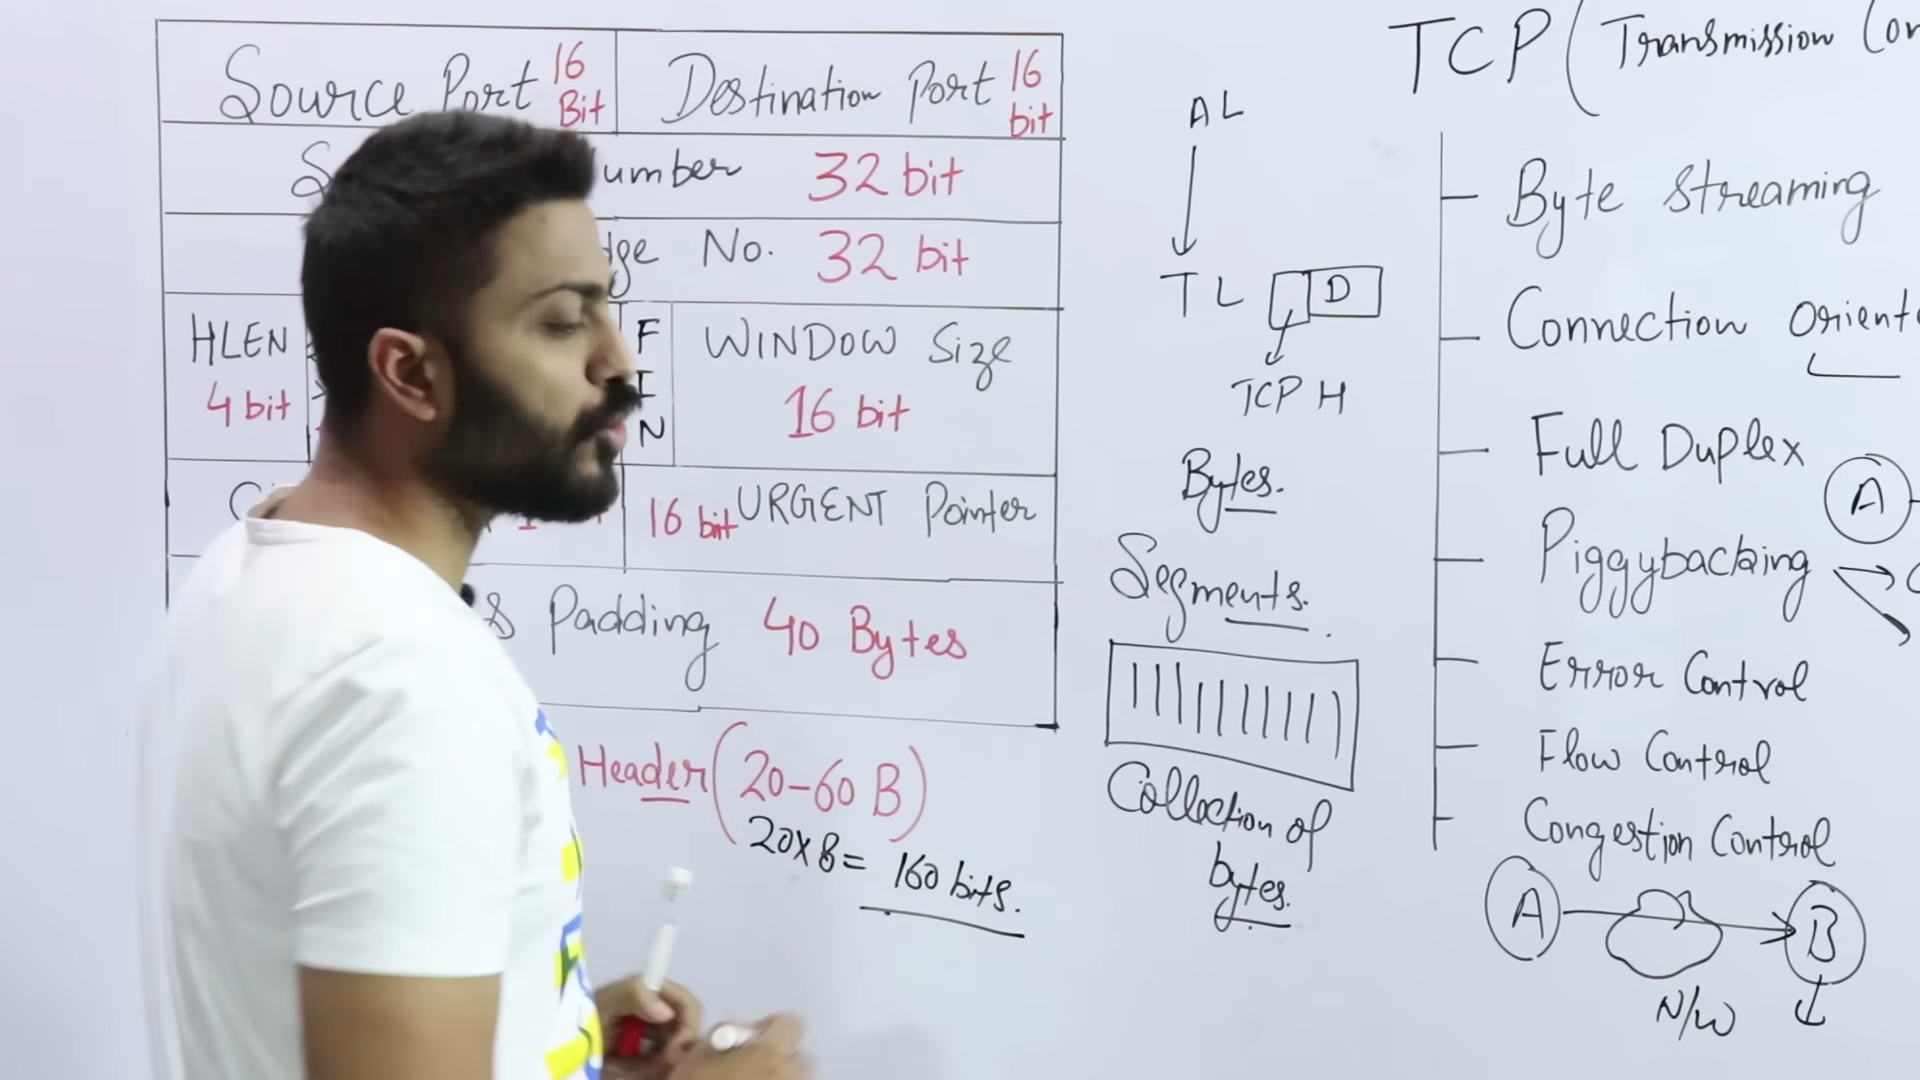 Source Port 16 Bit
Destination Port 16 bit
umber 32 bit
dge No. 32 bit
HLEN
4 bit
F
I
N
WINDOW Size
16 bit
16 bit URGENT Pointer
& Padding 40 Bytes
Header (20-60 B)
20x8= 160 bits.
AL
TL
D
TCP H
Bytes.
Segments.
Collection of
bytes.
TCP (Transmission Con
Byte Streaming
Connection Oriente
Full Duplex
A
Piggybacking
Error Control
Flow Control
Congestion Control
A
B
N/W